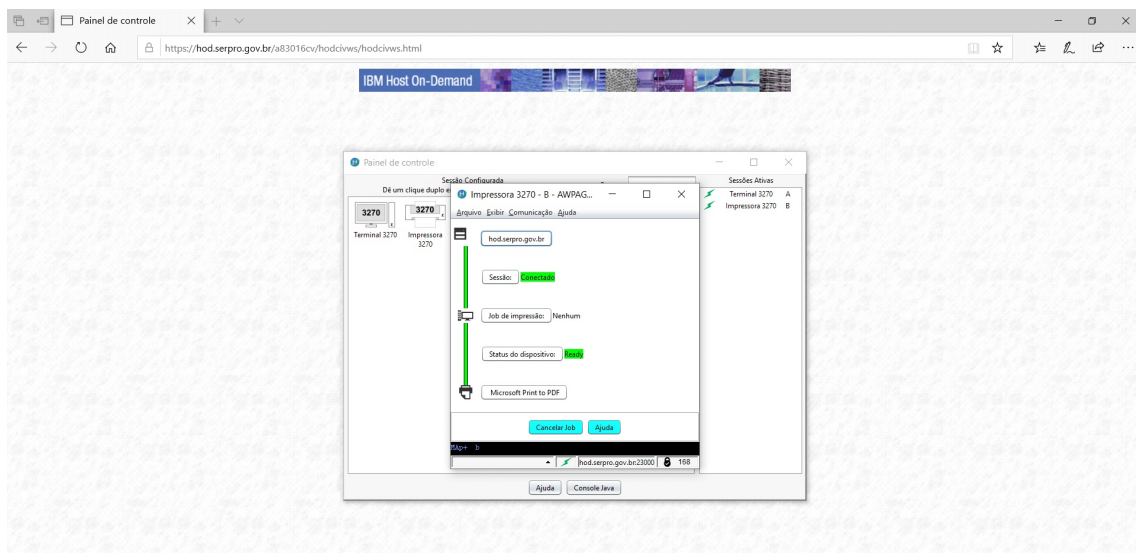 Painel de controle
https://hod.serpro.gov.br/a83016cv/hodcivws/hodcivws.html
IBM Host On-Demand
Painel de controle
Sessão Configurada
Dê um clique duplo e
3270
3270
Terminal 3270
Impressora
3270
Sessões Ativas
Terminal 3270 A
Impressora 3270 B
Impressora 3270 - B - AWPAG...
Arquivo Exibir Comunicação Ajuda
hod.serpro.gov.br
Sessão: Conectado
Job de impressão: Nenhum
Status do dispositivo: Ready
Microsoft Print to PDF
Cancelar Job Ajuda
MAp+ b
hod.serpro.gov.br:23000 168
Ajuda Console Java